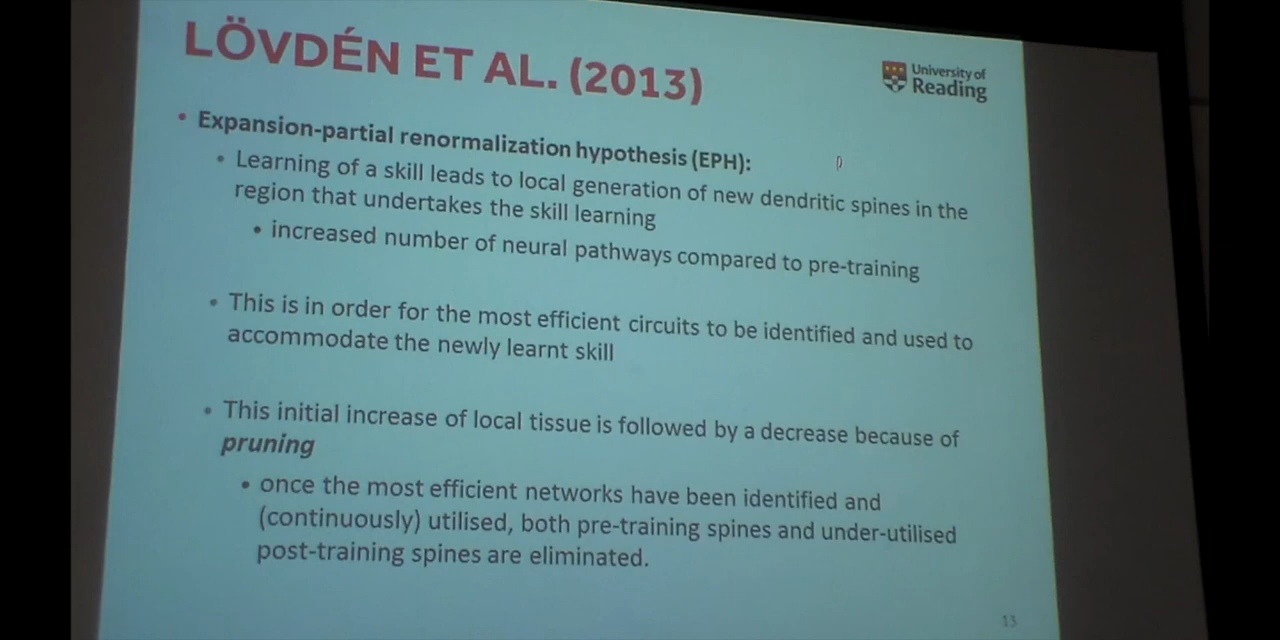 LÖVDÉN ET AL. (2013)
University of
Reading
• Expansion-partial renormalization hypothesis (EPH):
• Learning of a skill leads to local generation of new dendritic spines in the
region that undertakes the skill learning
• increased number of neural pathways compared to pre-training
• This is in order for the most efficient circuits to be identified and used to
accommodate the newly learnt skill
• This initial increase of local tissue is followed by a decrease because of
pruning
• once the most efficient networks have been identified and
(continuously) utilised, both pre-training spines and under-utilised
post-training spines are eliminated.
13